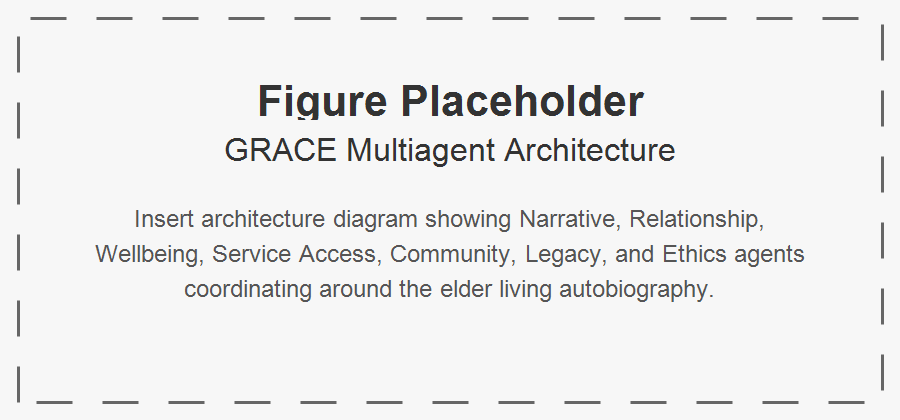 Figure Placeholder
GRACE Multiagent Architecture
Insert architecture diagram showing Narrative, Relationship,
Wellbeing, Service Access, Community, Legacy, and Ethics agents
coordinating around the elder living autobiography.